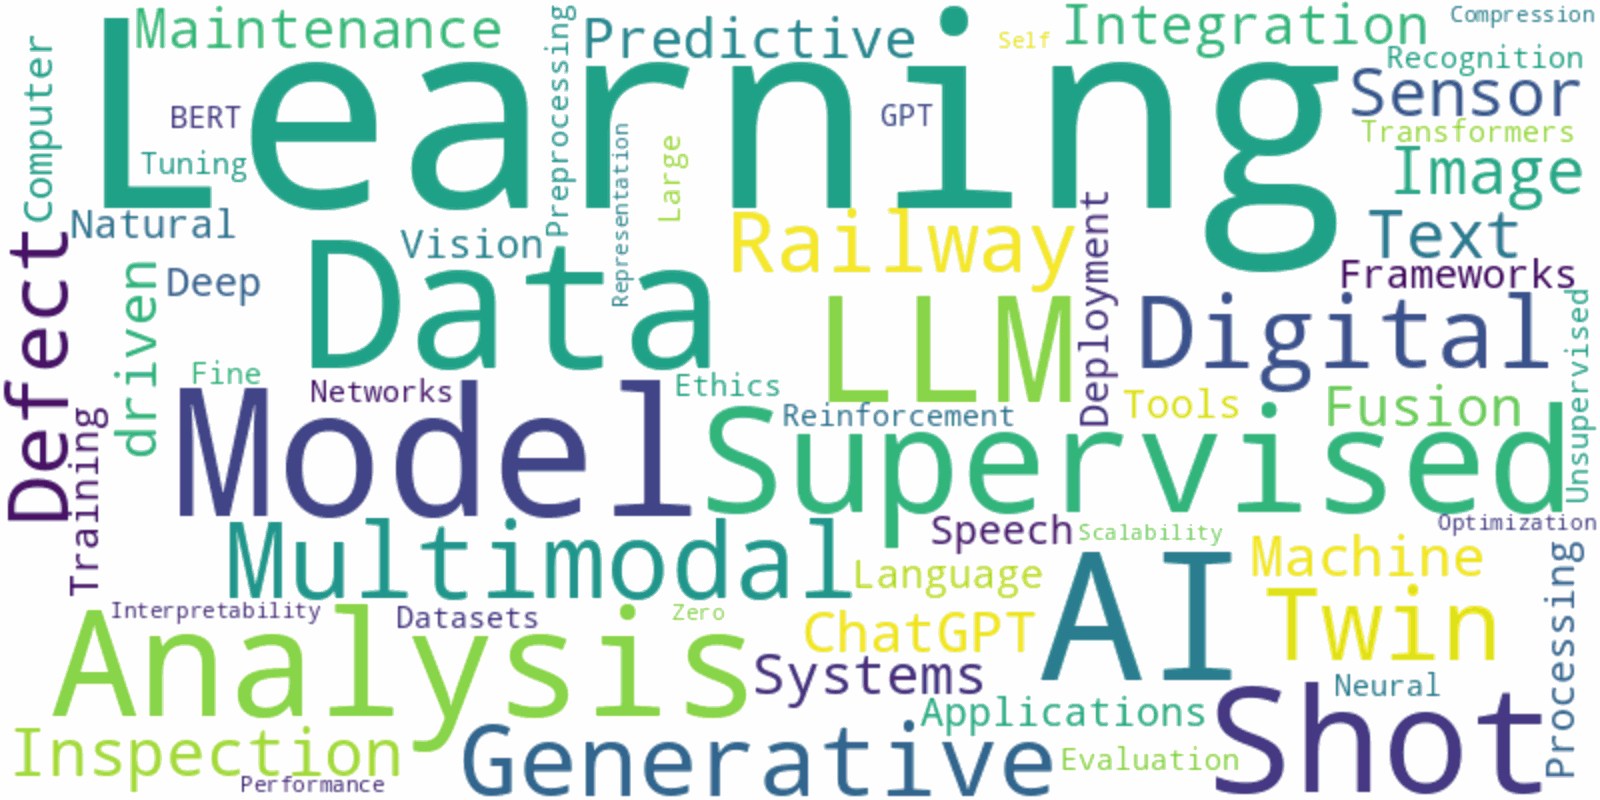 Maintenance
Learning
Preprocessing
Predictive
Self
Integration
Compression
Recognition
Sensor
Computer
BERT
GPT
Transformers
Tuning
Representation
Large
Image
Natural
Vision
Railway
Deployment
Text
Frameworks
Defect
driven
Deep
Data
LLM
Digital
Unsupervised
Fine
Networks
Ethics
Reinforcement
Tools
Fusion
Training
Model
Supervised
Multimodal
Speech
Scalability
Optimization
Language
AI
Machine
Processing
Interpretability
Datasets
Zero
ChatGPT
Twin
Analysis
Systems
Neural
Applications
Shot
Inspection
Generative
Evaluation
Performance